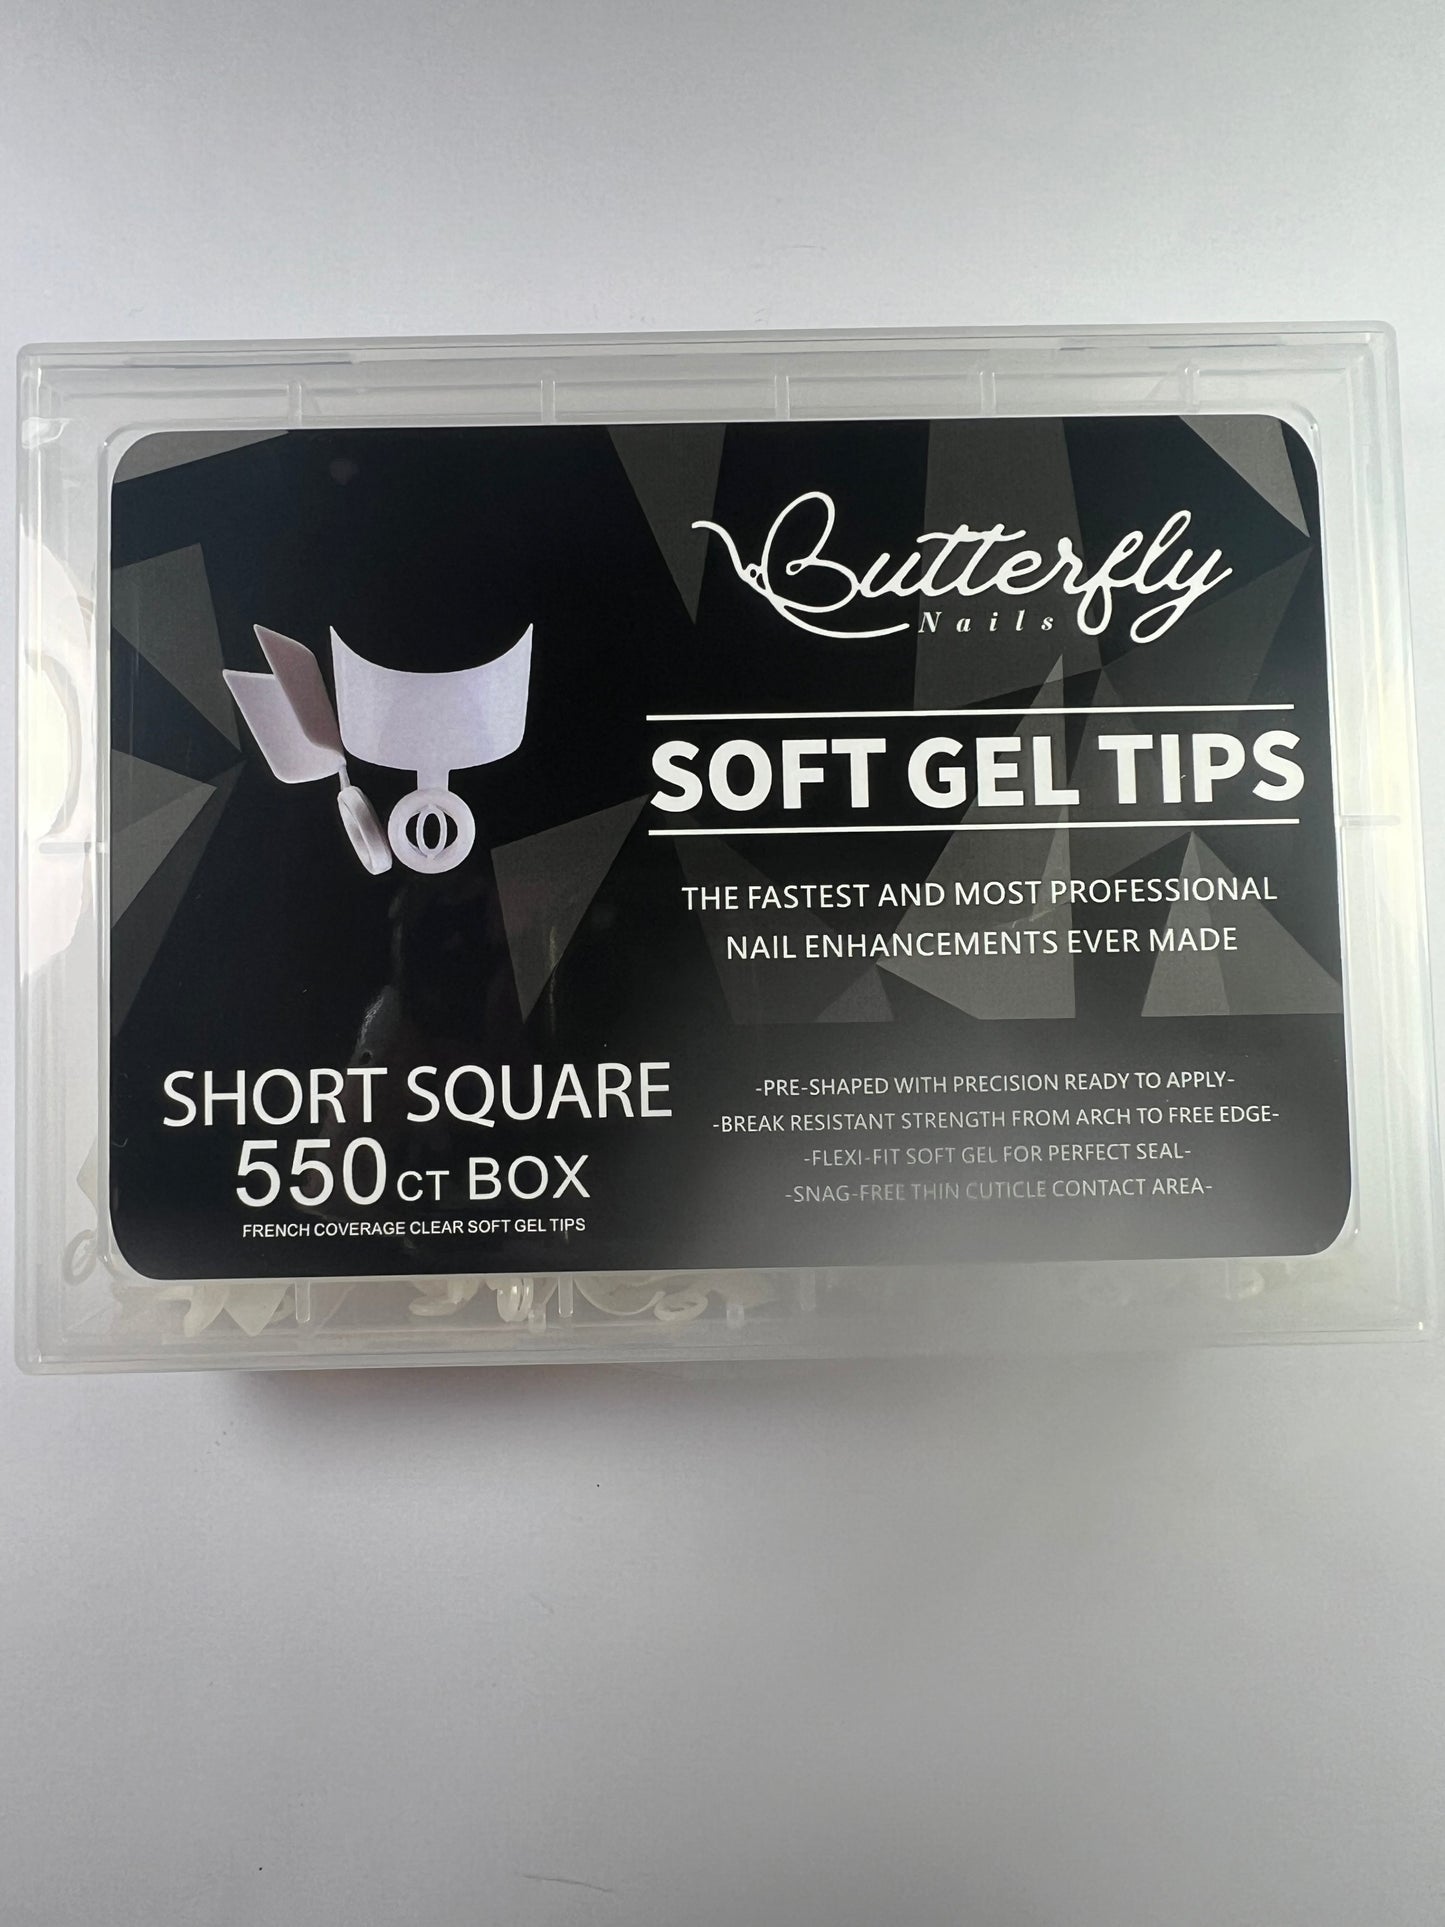 Butterfly
Nails
SOFT GEL TIPS
THE FASTEST AND MOST PROFESSIONAL
NAIL ENHANCEMENTS EVER MADE
SHORT SQUARE
550 CT BOX
FRENCH COVERAGE CLEAR SOFT GEL TIPS
-PRE-SHAPED WITH PRECISION READY TO APPLY-
-BREAK RESISTANT STRENGTH FROM ARCH TO FREE EDGE-
-FLEXI-FIT SOFT GEL FOR PERFECT SEAL-
-SNAG-FREE THIN CUTICLE CONTACT AREA-